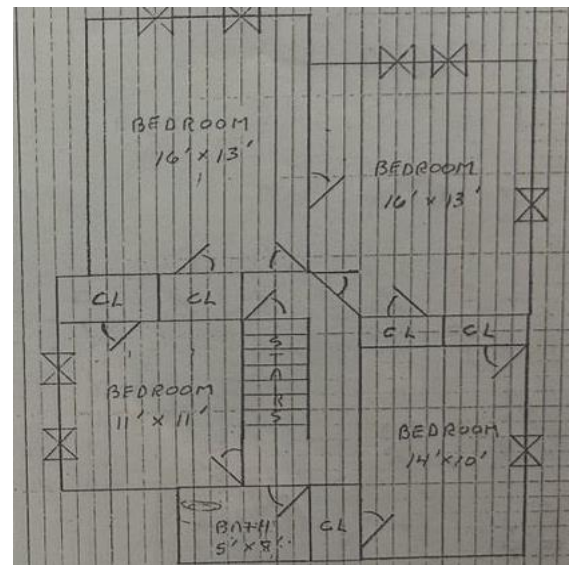 BEDROOM
16' x 13'
BEDROOM
16' x 13'
CL
CL
CL
CL
BEDROOM
11' x 11'
STAIRS
BEDROOM
14' x 10'
BATH
5' x 8'
CL